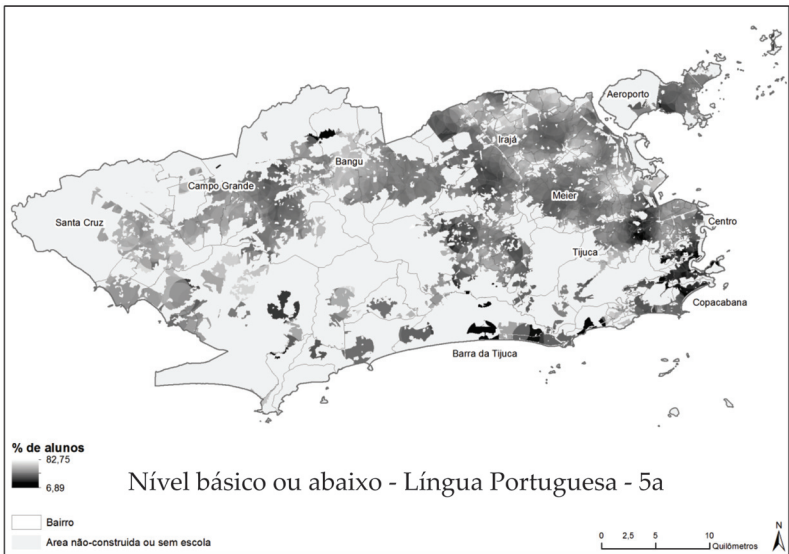 Aeroporto
Irajá
Bangu
Campo Grande
Meier
Santa Cruz
Centro
Tijuca
Copacabana
Barra da Tijuca
% de alunos
82,75
6,89
Nível básico ou abaixo - Língua Portuguesa - 5a
Bairro
Area não-construida ou sem escola
N
0 2,5 5 10
Quilômetros